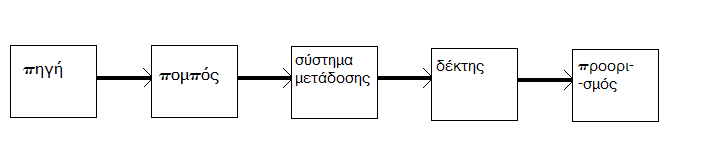 πηγή
πομπός
σύστημα
μετάδοσης
δέκτης
προορι-
-σμός